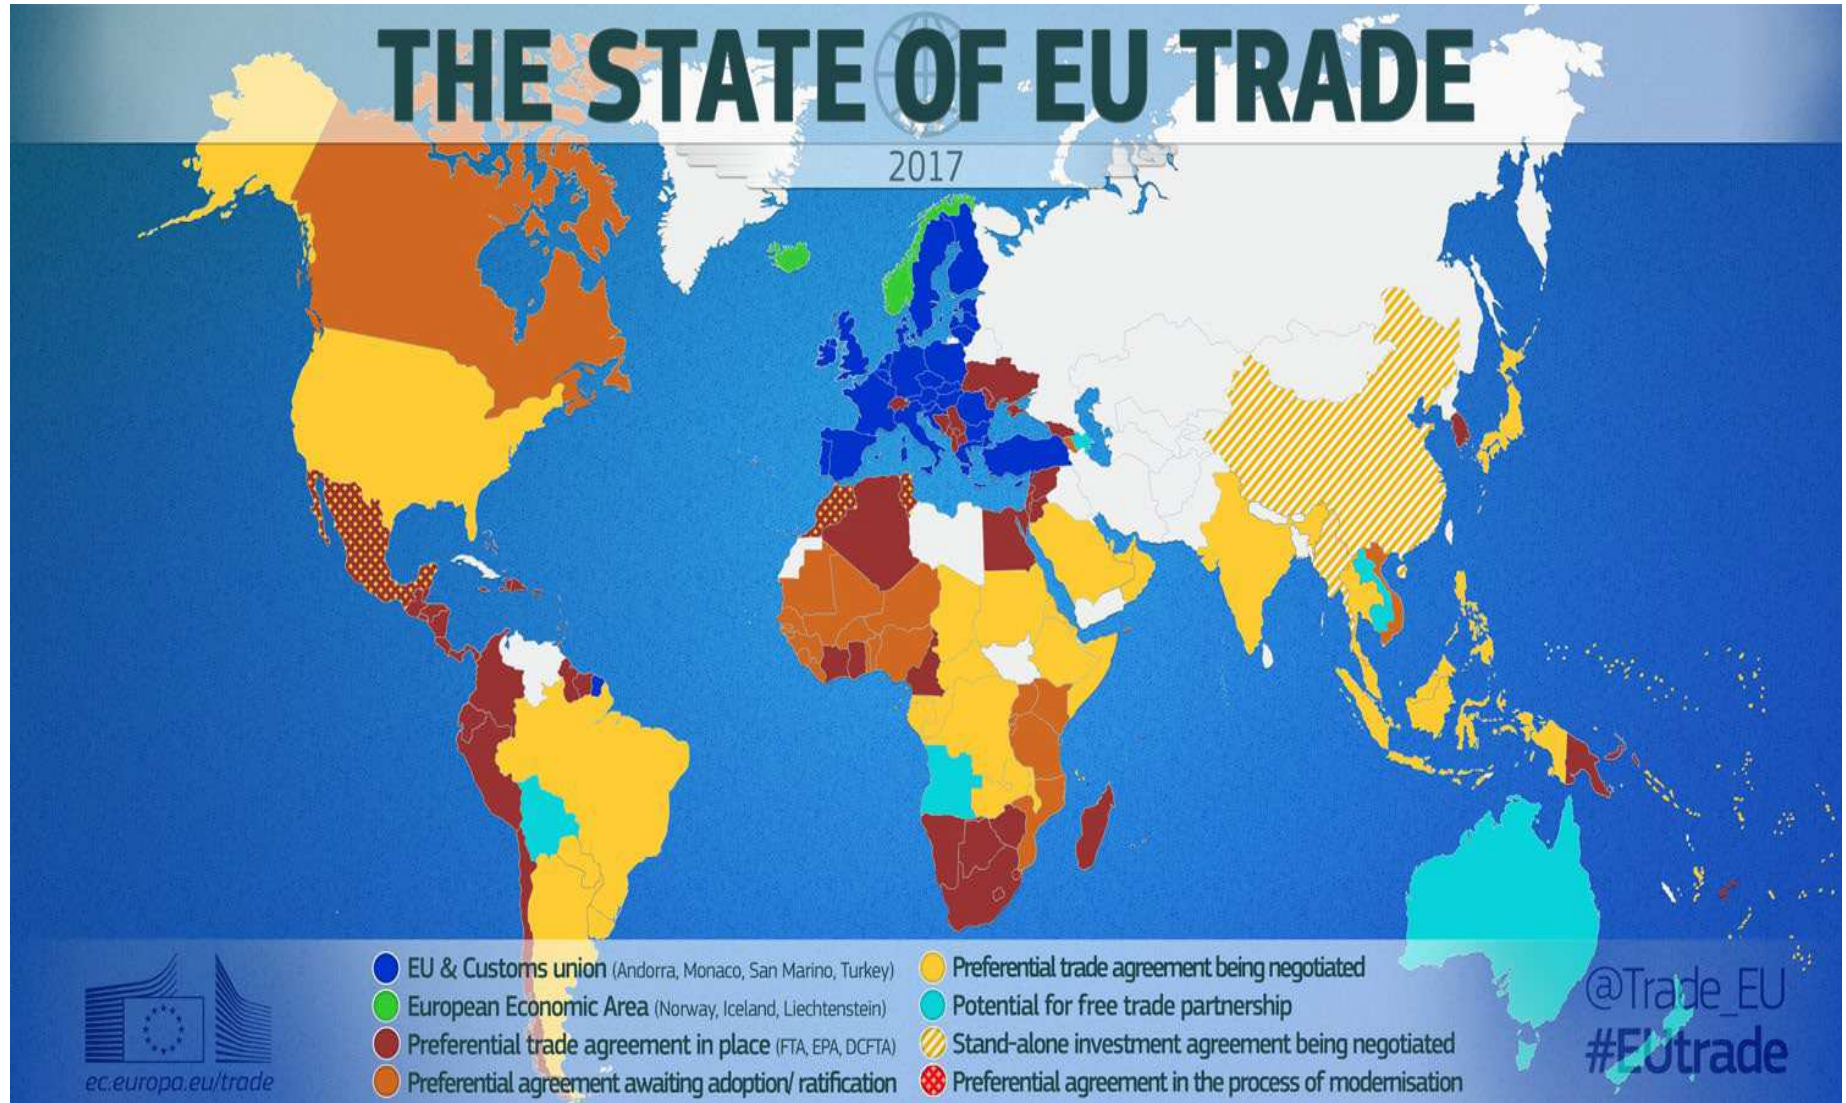 THE STATE OF EU TRADE
2017
EU & Customs union (Andorra, Monaco, San Marino, Turkey)
European Economic Area (Norway, Iceland, Liechtenstein)
Preferential trade agreement in place (FTA, EPA, DCFTA)
Preferential agreement awaiting adoption/ ratification
Preferential trade agreement being negotiated
Potential for free trade partnership
Stand-alone investment agreement being negotiated
Preferential agreement in the process of modernisation
ec.europa.eu/trade
@Trade_EU
#EUtrade